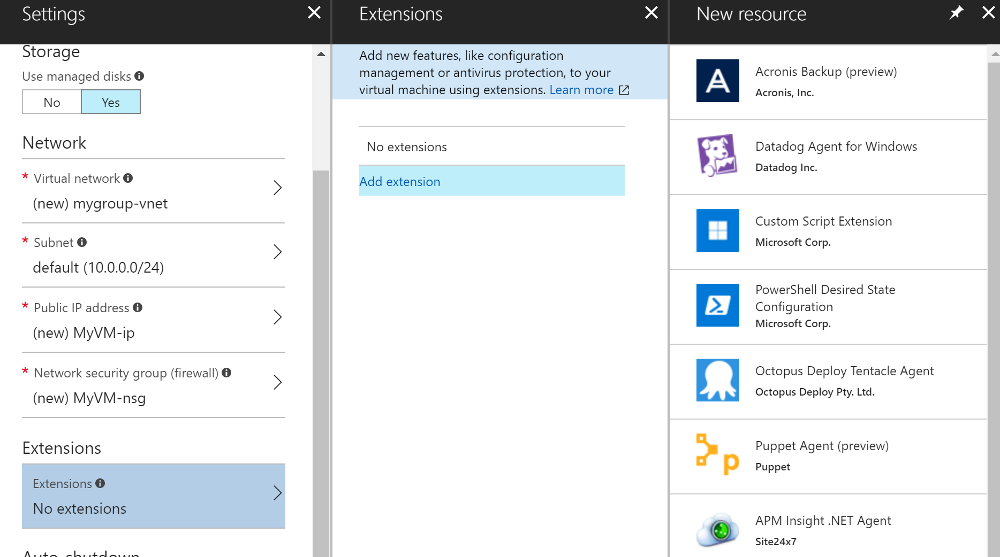 Settings
Storage
Use managed disks
No
Yes
Network
* Virtual network
(new) mygroup-vnet
* Subnet
default (10.0.0.0/24)
* Public IP address
(new) MyVM-ip
* Network security group (firewall)
(new) MyVM-nsg
Extensions
Extensions
No extensions
Auto-shutdown
Extensions
Add new features, like configuration
management or antivirus protection, to your
virtual machine using extensions. Learn more
No extensions
Add extension
New resource
Acronis Backup (preview)
Acronis, Inc.
Datadog Agent for Windows
Datadog Inc.
Custom Script Extension
Microsoft Corp.
PowerShell Desired State
Configuration
Microsoft Corp.
Octopus Deploy Tentacle Agent
Octopus Deploy Pty. Ltd.
Puppet Agent (preview)
Puppet
APM Insight .NET Agent
Site24x7